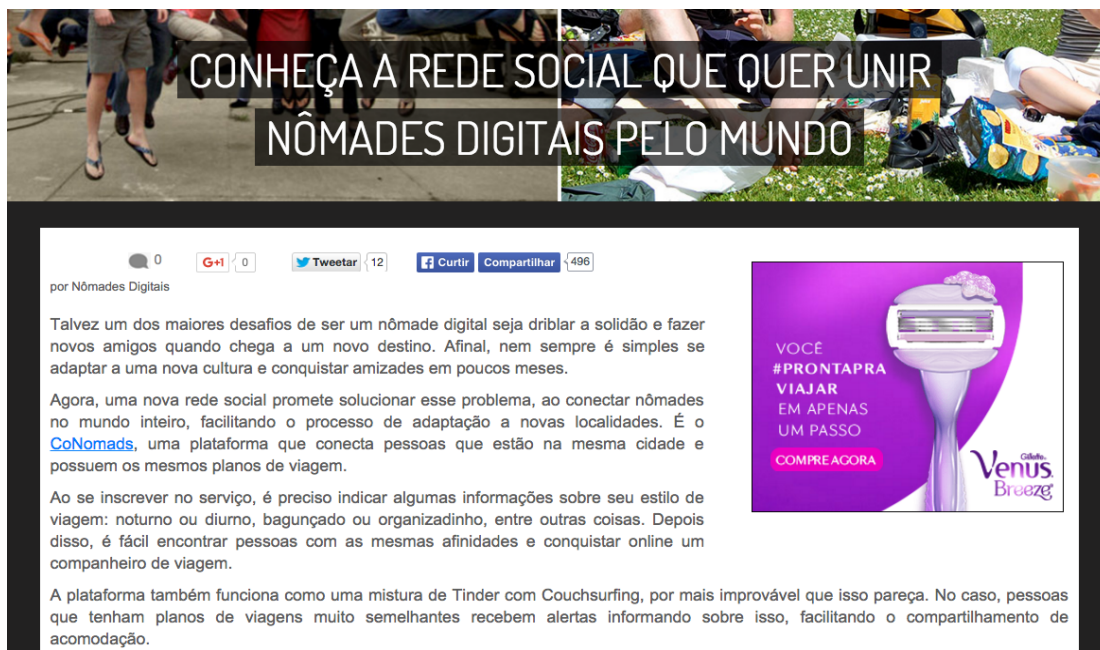 CONHEÇA A REDE SOCIAL QUE QUER UNIR
NÔMADES DIGITAIS PELO MUNDO
0
G+1 0
Tweetar 12
Curtir Compartilhar 496
por Nômades Digitais
Talvez um dos maiores desafios de ser um nômade digital seja driblar a solidão e fazer
novos amigos quando chega a um novo destino. Afinal, nem sempre é simples se
adaptar a uma nova cultura e conquistar amizades em poucos meses.
Agora, uma nova rede social promete solucionar esse problema, ao conectar nômades
no mundo inteiro, facilitando o processo de adaptação a novas localidades. É o
CoNomads, uma plataforma que conecta pessoas que estão na mesma cidade e
possuem os mesmos planos de viagem.
Ao se inscrever no serviço, é preciso indicar algumas informações sobre seu estilo de
viagem: noturno ou diurno, bagunçado ou organizadinho, entre outras coisas. Depois
disso, é fácil encontrar pessoas com as mesmas afinidades e conquistar online um
companheiro de viagem.
A plataforma também funciona como uma mistura de Tinder com Couchsurfing, por mais improvável que isso pareça. No caso, pessoas
que tenham planos de viagens muito semelhantes recebem alertas informando sobre isso, facilitando o compartilhamento de
acomodação.
VOCÊ
#PRONTAPRA
VIAJAR
EM APENAS
UM PASSO
COMPRE AGORA
Gillette
Venus
Breeze